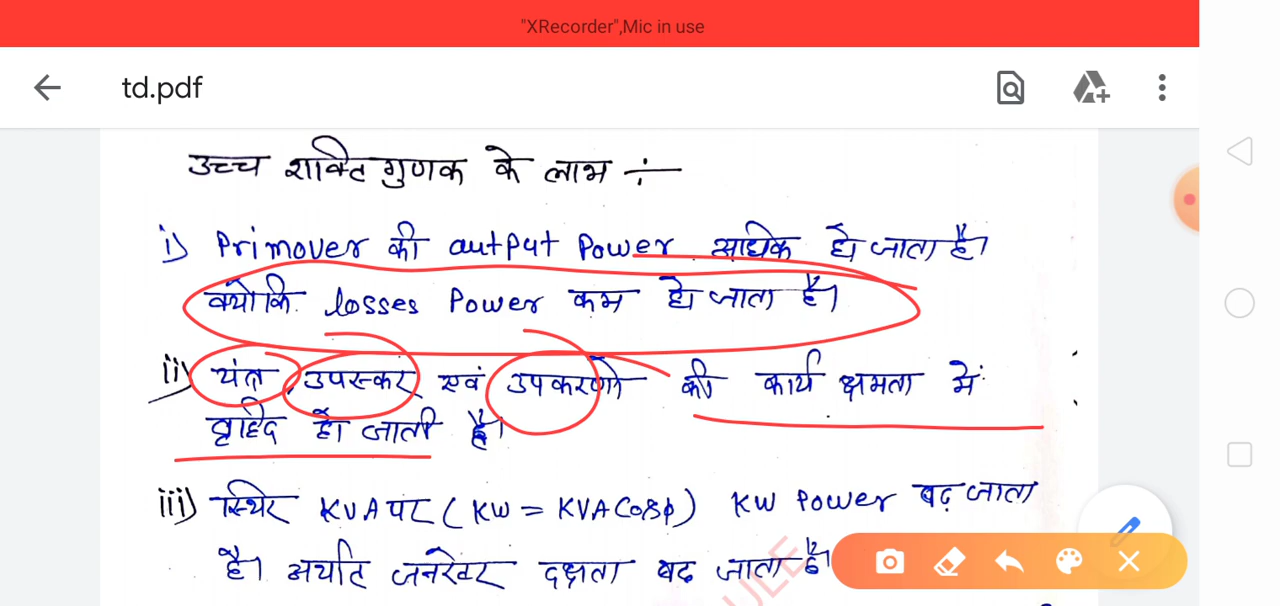 "XRecorder",Mic in use
td.pdf
उच्च शक्ति गुणक के लाभ ÷
i) Primover की output Power अधिक हो जाता है।
क्योकि losses Power कम हो जाता है।
ii) यंत्र, उपस्कर एवं उपकरणो की कार्य क्षमता में
वृद्धि हो जाती है।
iii) स्थिर KVA पर (KW = KVA Cosϕ) KW Power बढ़ जाता
है। अर्थात जनरेटर दक्षता बढ जाता है।